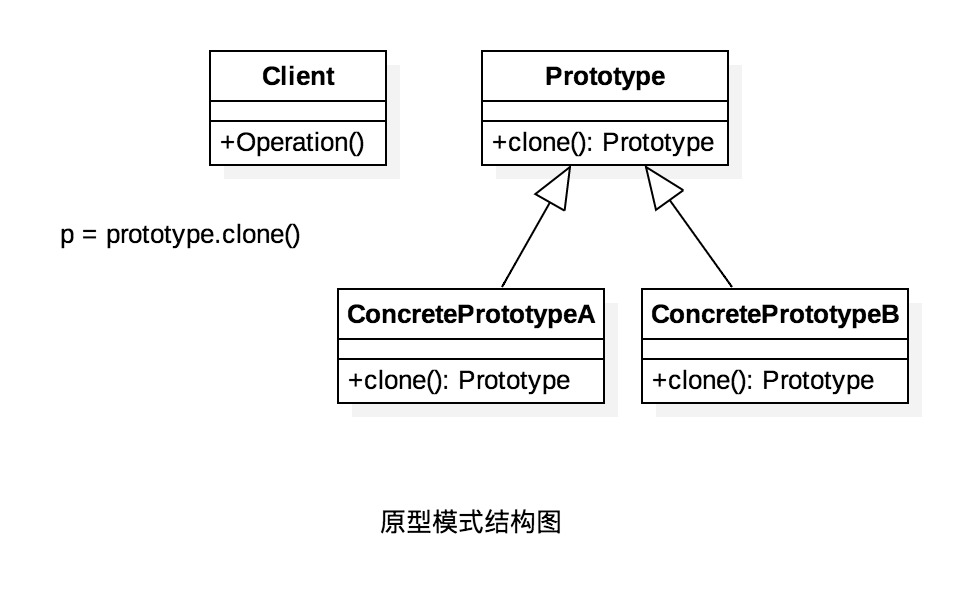 Client
+Operation()
Prototype
+clone(): Prototype
p = prototype.clone()
ConcretePrototypeA
+clone(): Prototype
ConcretePrototypeB
+clone(): Prototype
原型模式结构图